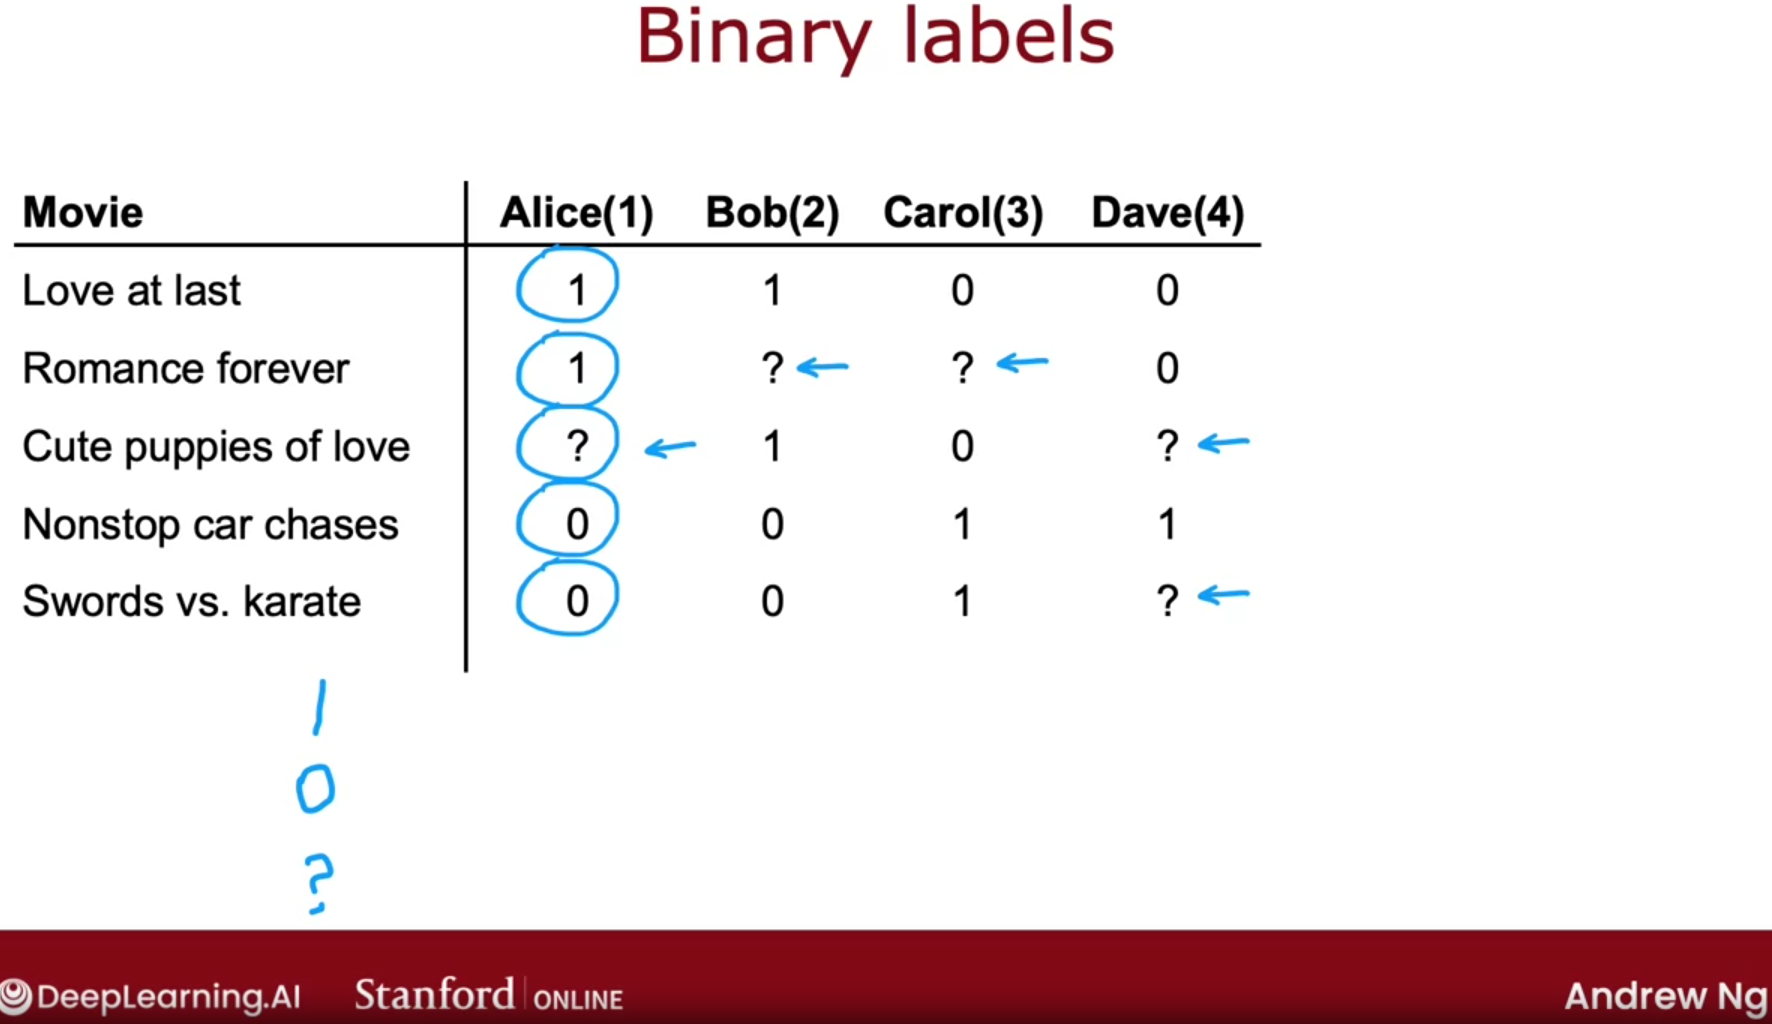 Binary labels
Movie Alice(1) Bob(2) Carol(3) Dave(4)
Love at last 1 1 0 0
Romance forever 1 ? ? 0
Cute puppies of love ? 1 0 ?
Nonstop car chases 0 0 1 1
Swords vs. karate 0 0 1 ?
1
0
?
DeepLearning.AI Stanford ONLINE Andrew Ng